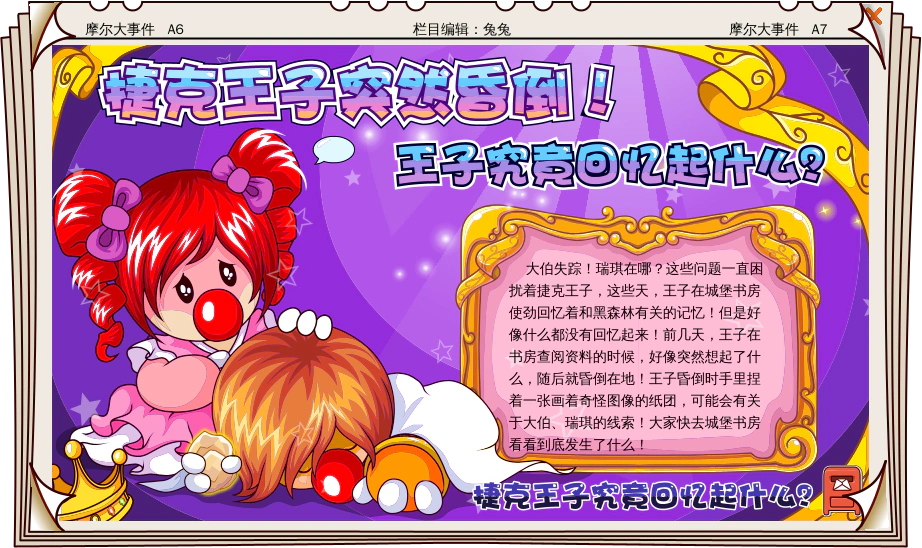 摩尔大事件 A6
栏目编辑：兔兔
摩尔大事件 A7
捷克王子突然昏倒！
王子究竟回忆起什么？
大伯失踪！瑞琪在哪？这些问题一直困
扰着捷克王子，这些天，王子在城堡书房
使劲回忆着和黑森林有关的记忆！但是好
像什么都没有回忆起来！前几天，王子在
书房查阅资料的时候，好像突然想起了什
么，随后就昏倒在地！王子昏倒时手里捏
着一张画着奇怪图像的纸团，可能会有关
于大伯、瑞琪的线索！大家快去城堡书房
看看到底发生了什么！
捷克王子究竟回忆起什么？